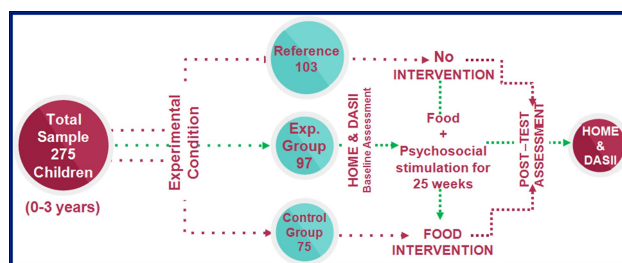 Total
Sample
275
Children
(0-3 years)
Experimental
Condition
Reference
103
Exp.
Group
97
Control
Group
75
HOME & DASII
Baseline Assessment
No
INTERVENTION
Food
+
Psychosocial
stimulation for
25 weeks
FOOD
INTERVENTION
POST –TEST
ASSESSMENT
HOME
&
DASII